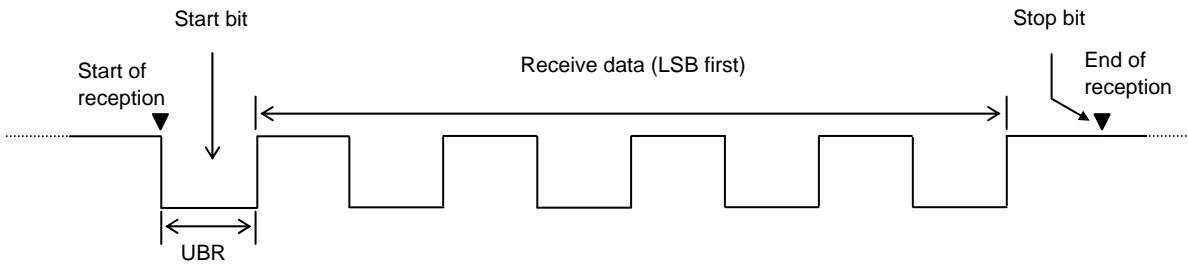 Start bit
Stop bit
Start of
reception
Receive data (LSB first)
End of
reception
UBR